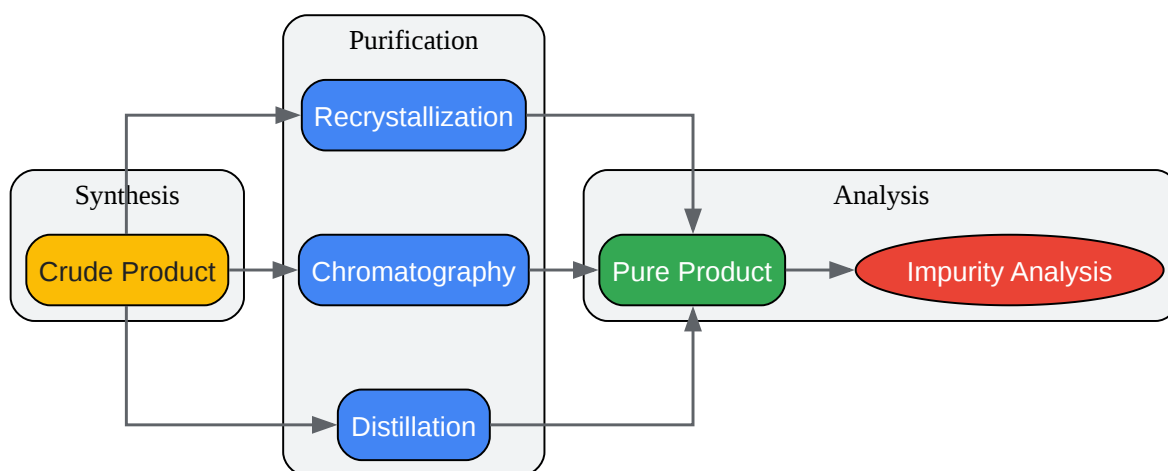 Purification
Recrystallization
Synthesis
Analysis
Crude Product
Chromatography
Pure Product
Impurity Analysis
Distillation